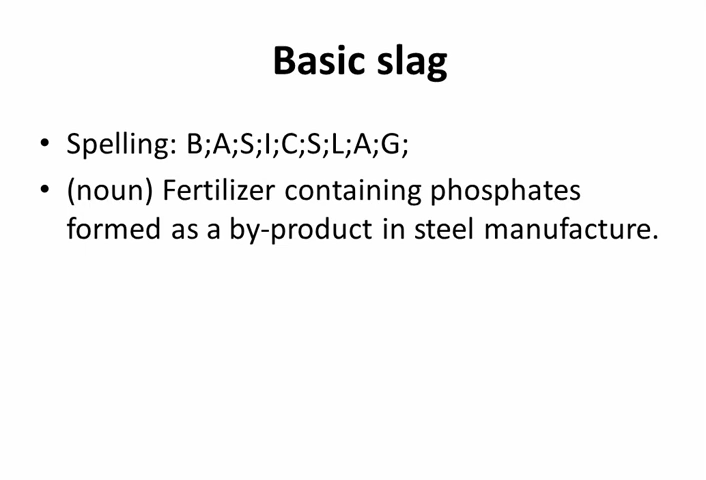 Basic slag
• Spelling: B;A;S;I;C;S;L;A;G;
• (noun) Fertilizer containing phosphates
formed as a by-product in steel manufacture.